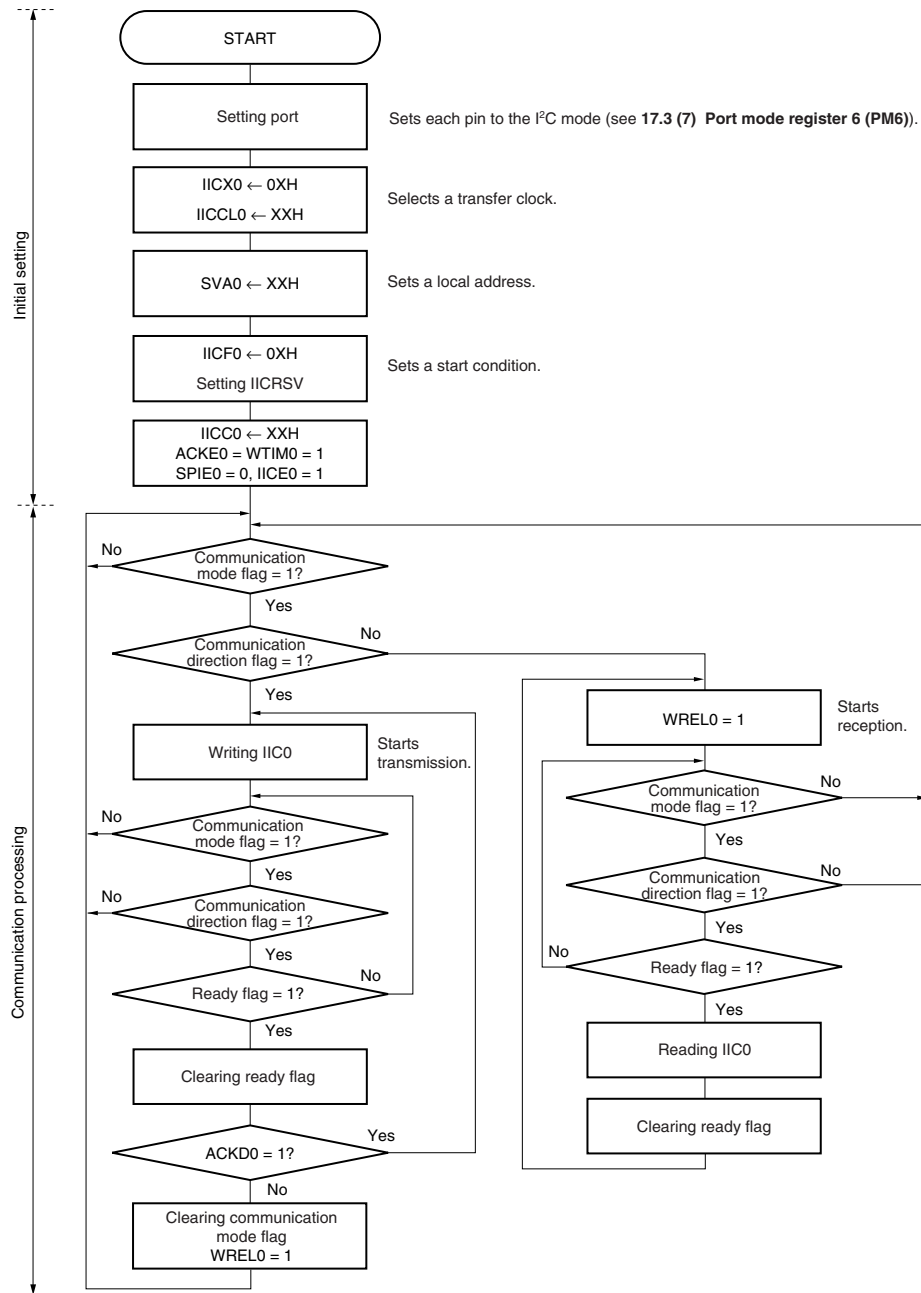 START
Setting port
Sets each pin to the I²C mode (see 17.3 (7) Port mode register 6 (PM6)).
IICX0 ← 0XH
IICCL0 ← XXH
Selects a transfer clock.
SVA0 ← XXH
Sets a local address.
IICF0 ← 0XH
Setting IICRSV
Sets a start condition.
IICC0 ← XXH
ACKE0 = WTIM0 = 1
SPIE0 = 0, IICE0 = 1
Initial setting
Communication processing
No
Communication
mode flag = 1?
Yes
Communication
direction flag = 1?
No
Yes
Writing IIC0
Starts
transmission.
No
Communication
mode flag = 1?
Yes
No
Communication
direction flag = 1?
Yes
Ready flag = 1?
No
Yes
Clearing ready flag
ACKD0 = 1?
Yes
No
Clearing communication
mode flag
WREL0 = 1
WREL0 = 1
Starts
reception.
Communication
mode flag = 1?
No
Yes
Communication
direction flag = 1?
No
Yes
No
Ready flag = 1?
Yes
Reading IIC0
Clearing ready flag